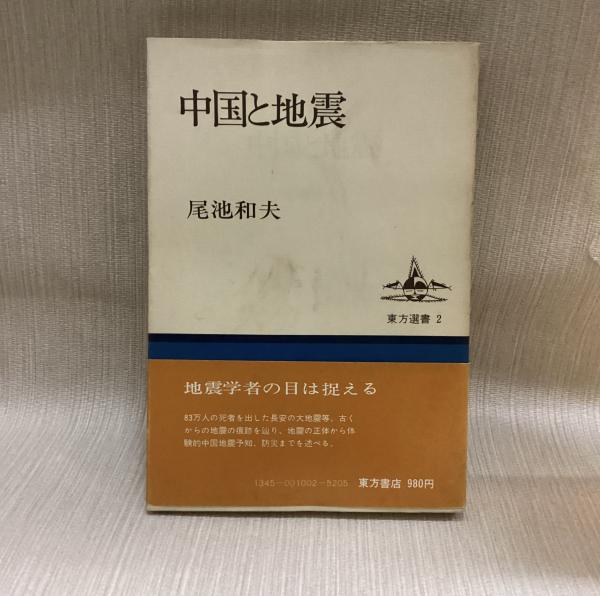 中国と地震
尾池和夫
東方選書 2
地震学者の目は捉える
83万人の死者を出した長安の大地震等、古く
からの地震の痕跡を辿り、地震の正体から体
験的中国地震予知、防災までを述べる。
1345-001002-5205 東方書店 980円